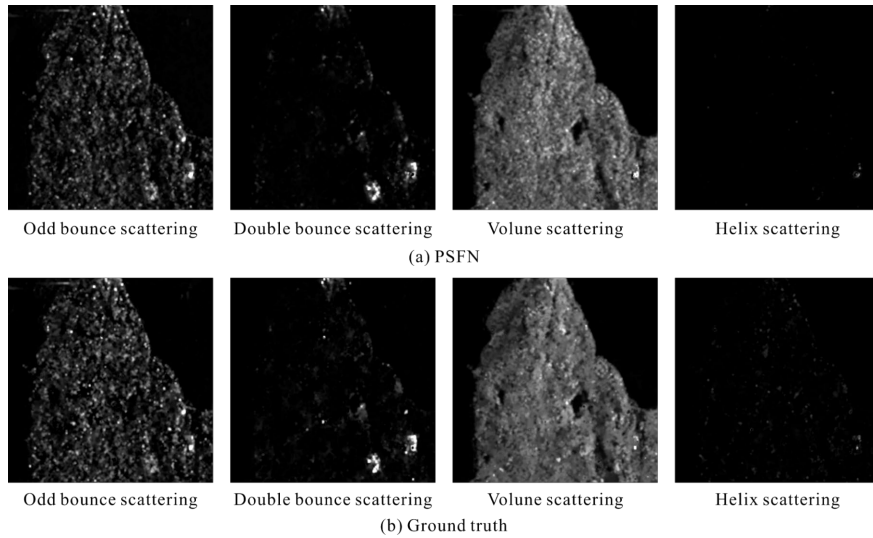 Odd bounce scattering Double bounce scattering Volune scattering Helix scattering
(a) PSFN
Odd bounce scattering Double bounce scattering Volune scattering Helix scattering
(b) Ground truth